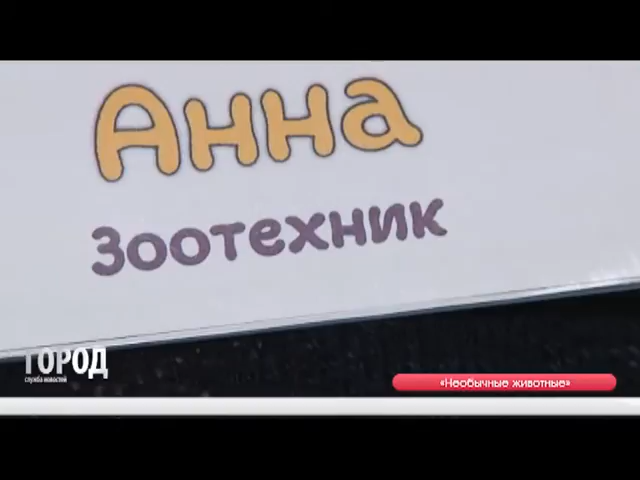 Анна
Зоотехник
ГОРОД
служба новостей
«Необычные животные»